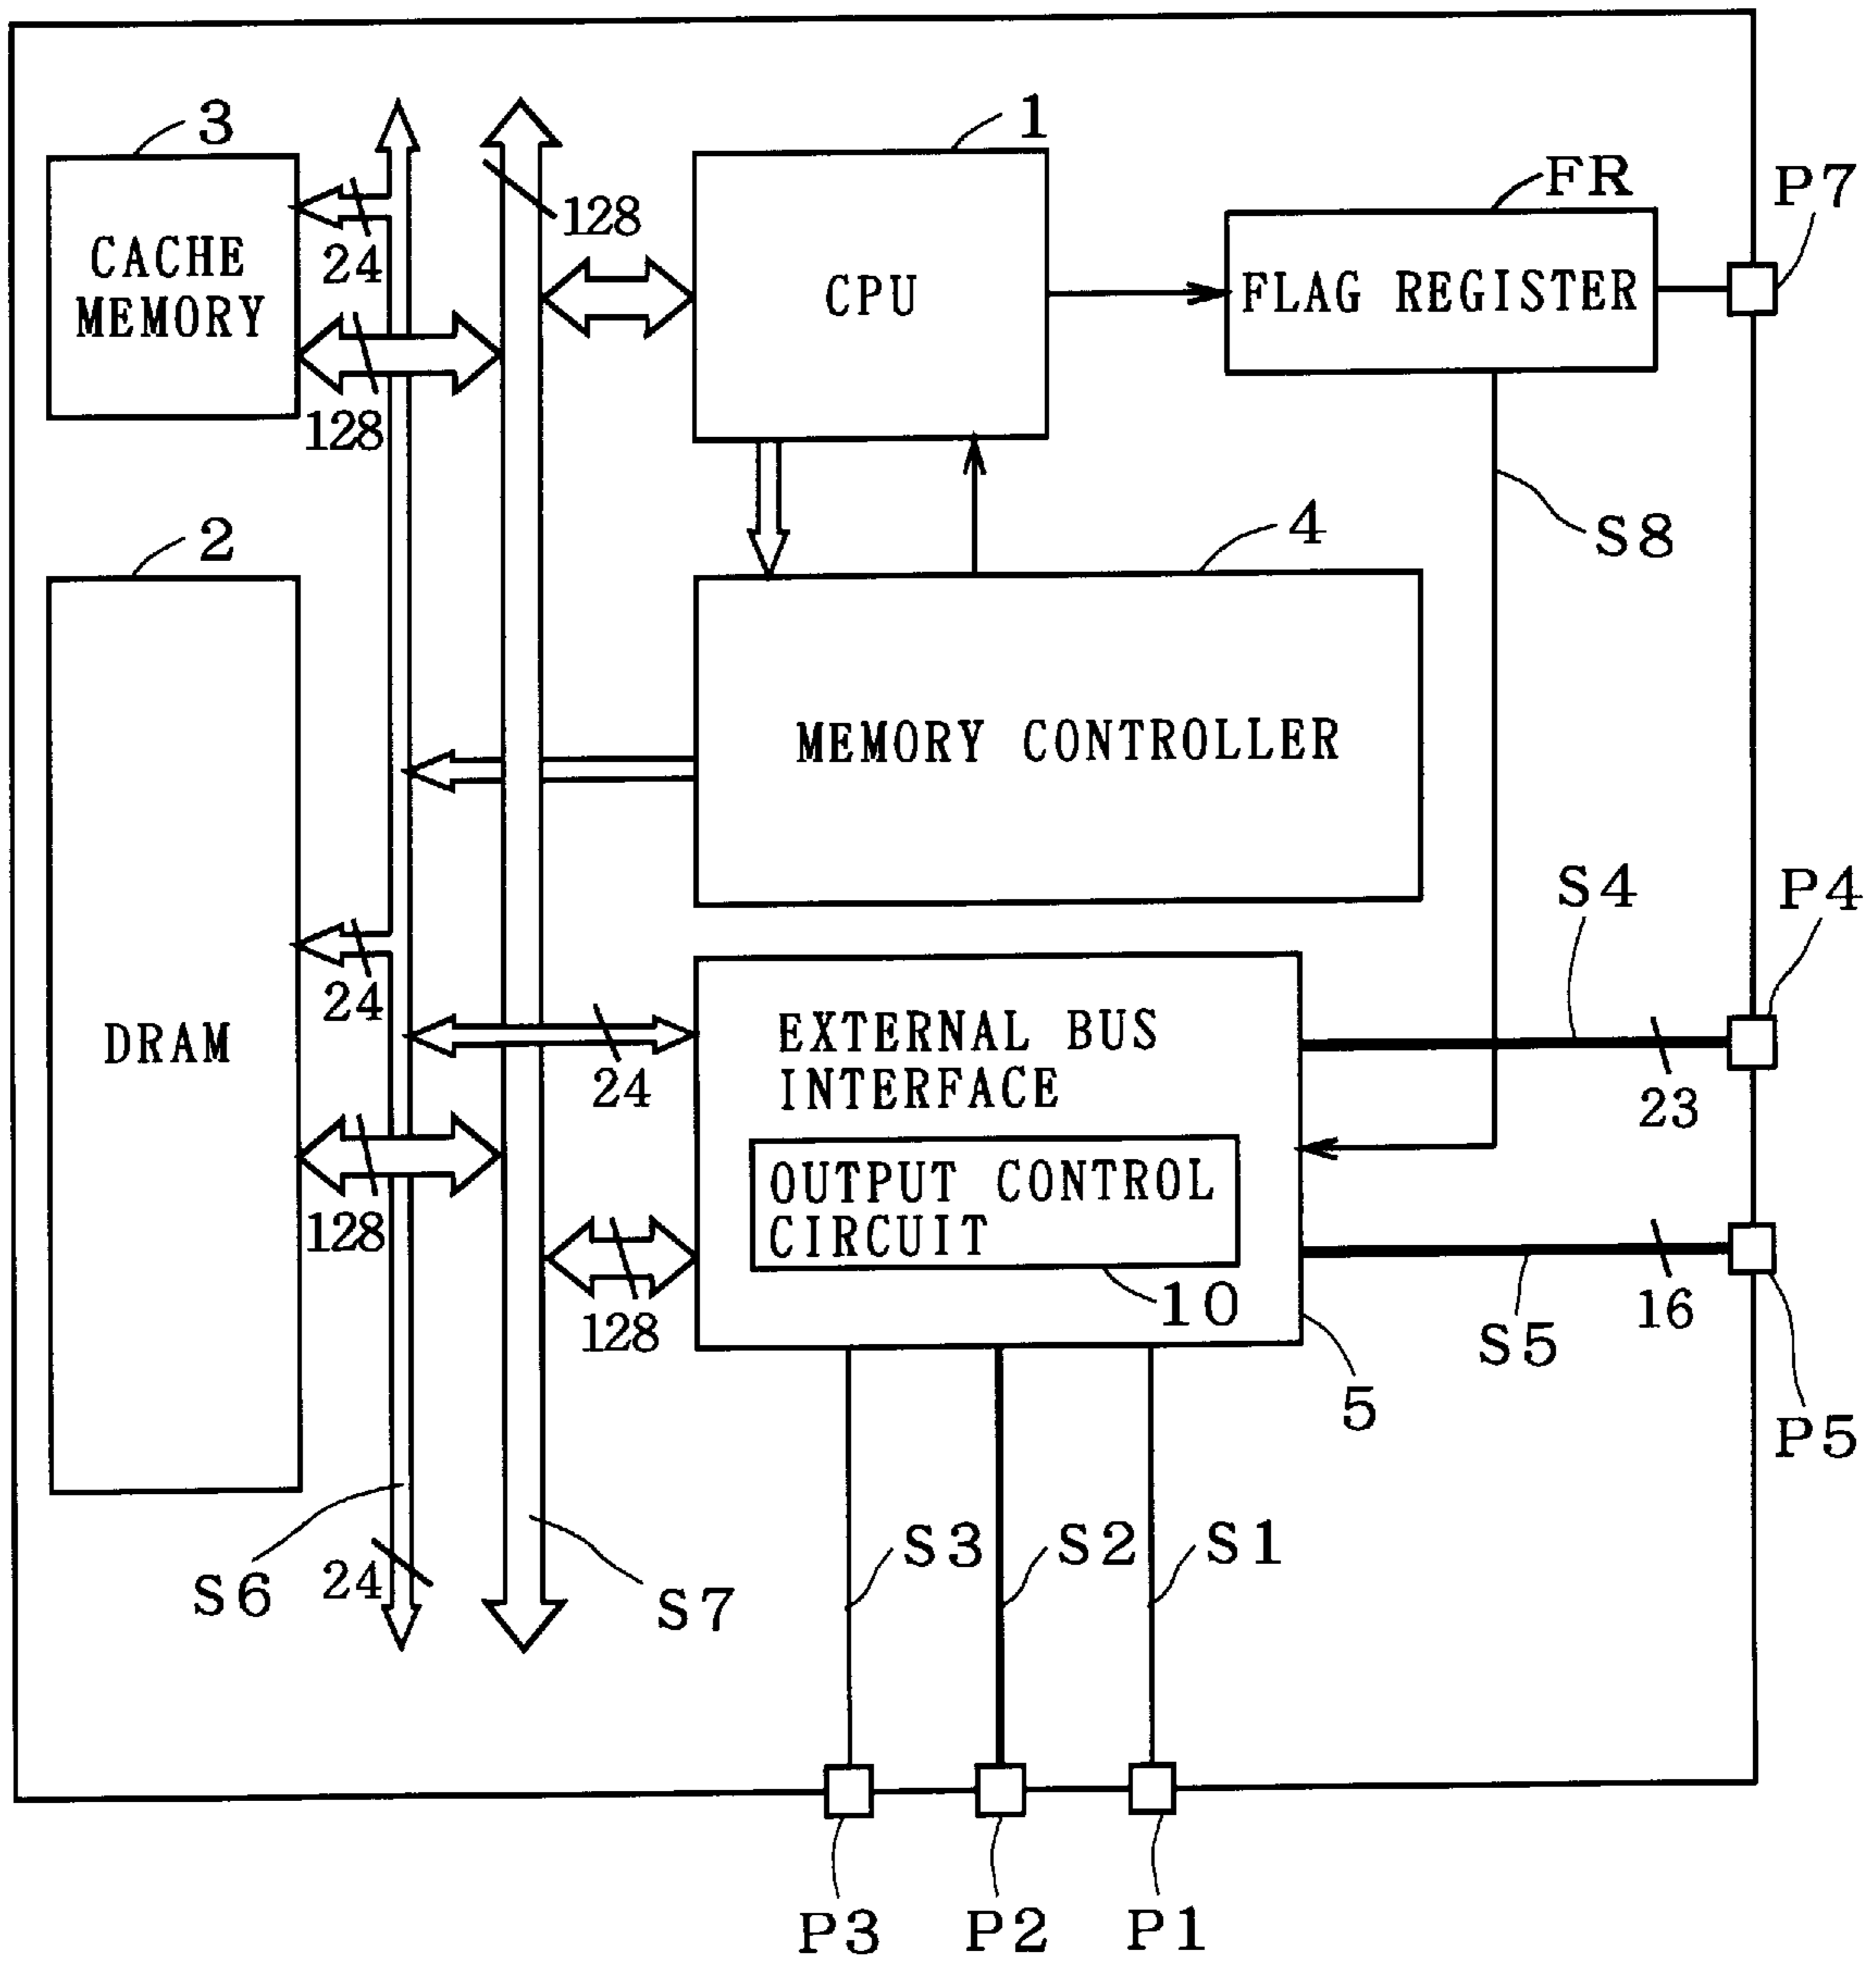 3
1
FR
P7
128
24
CACHE
MEMORY
CPU
FLAG REGISTER
128
2
4
S8
MEMORY CONTROLLER
S4
P4
24
DRAM
24
EXTERNAL BUS
INTERFACE
23
OUTPUT CONTROL
CIRCUIT
128
128
10
16
S5
5
P5
S6
24
S7
S3
S2
S1
P3
P2
P1